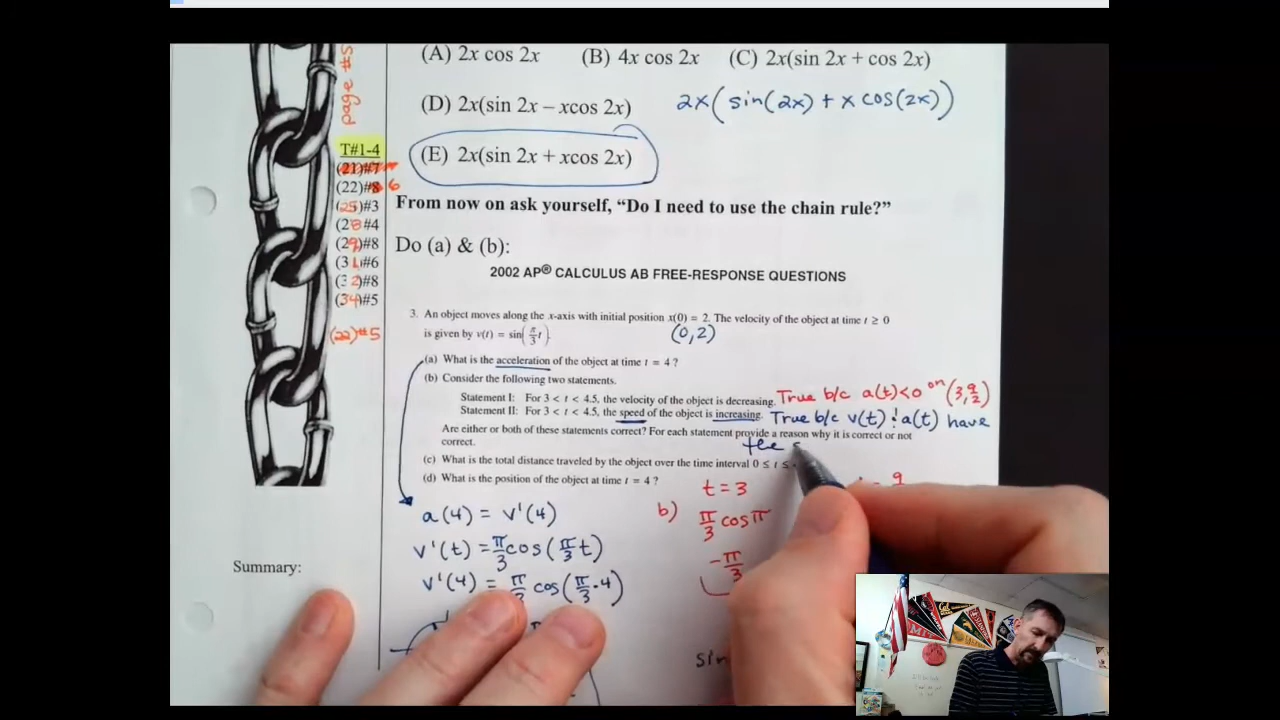 (A) 2x cos 2x (B) 4x cos 2x (C) 2x(sin 2x + cos 2x)
(D) 2x(sin 2x – xcos 2x) 2x(sin(2x) + x cos(2x))
(E) 2x(sin 2x + xcos 2x)
page #5
T#1-4
(21)#7
(22)#8 6
(25)#3
(28#4
(29)#8
(31)#6
(32)#8
(34)#5
(22)#5
From now on ask yourself, “Do I need to use the chain rule?”
Do (a) & (b):
2002 AP® CALCULUS AB FREE-RESPONSE QUESTIONS
3. An object moves along the x-axis with initial position x(0) = 2. The velocity of the object at time t ≥ 0
is given by v(t) = sin(π/3 t). (0,2)
(a) What is the acceleration of the object at time t = 4 ?
(b) Consider the following two statements.
Statement I: For 3 < t < 4.5, the velocity of the object is decreasing. True b/c a(t)<0 on (3, 9/2)
Statement II: For 3 < t < 4.5, the speed of the object is increasing. True b/c v(t) & a(t) have
Are either or both of these statements correct? For each statement provide a reason why it is correct or not
correct. the s
(c) What is the total distance traveled by the object over the time interval 0 ≤ t ≤
(d) What is the position of the object at time t = 4 ?
a(4) = v'(4)
v'(t) = π/3 cos(π/3 t)
v'(4) = π/3 cos(π/3 · 4)
b) t = 3
π/3 cos π
-π/3
sin
Summary: